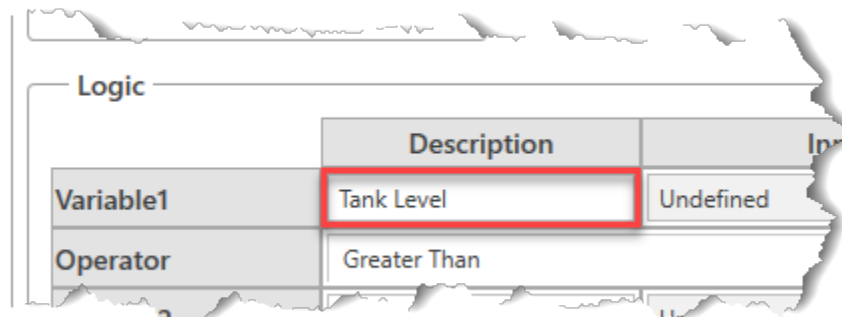 Logic
Description
Variable1 Tank Level Undefined
Operator Greater Than